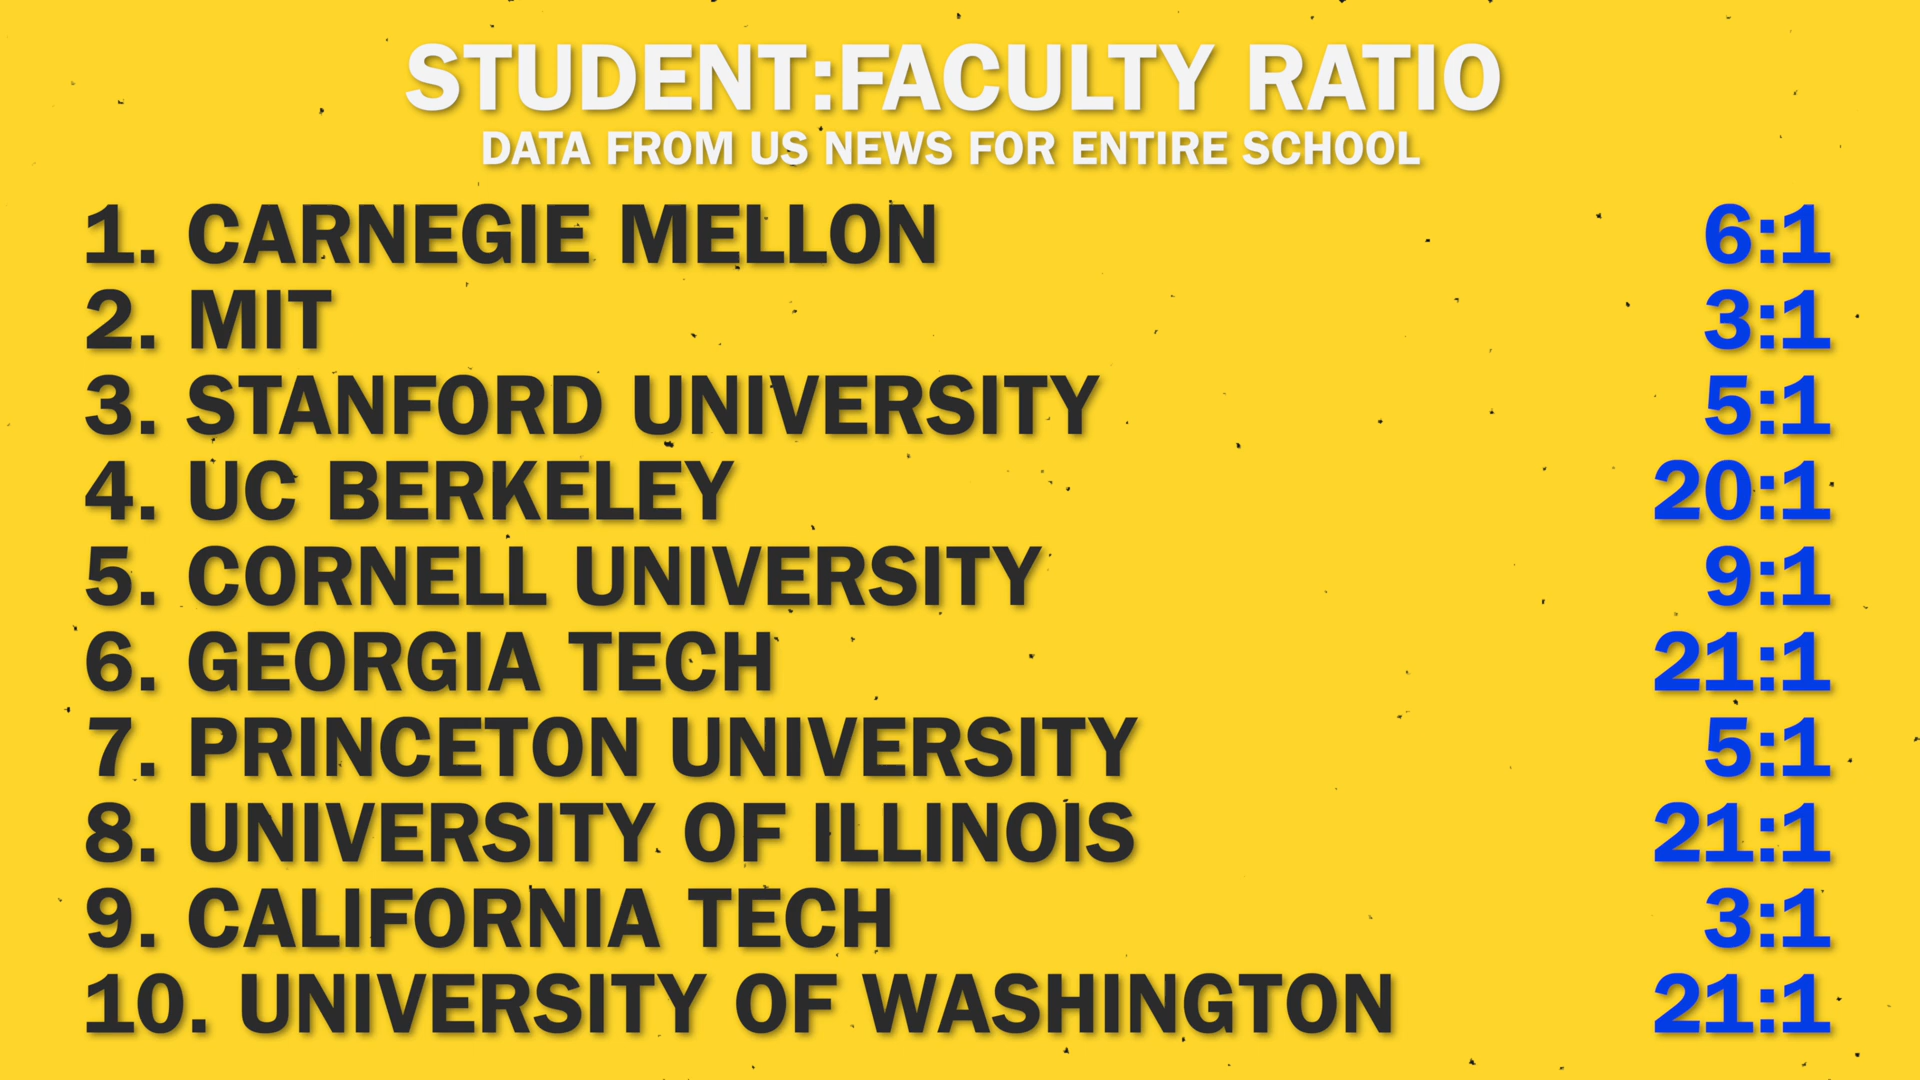 STUDENT:FACULTY RATIO
DATA FROM US NEWS FOR ENTIRE SCHOOL
1. CARNEGIE MELLON 6:1
2. MIT 3:1
3. STANFORD UNIVERSITY 5:1
4. UC BERKELEY 20:1
5. CORNELL UNIVERSITY 9:1
6. GEORGIA TECH 21:1
7. PRINCETON UNIVERSITY 5:1
8. UNIVERSITY OF ILLINOIS 21:1
9. CALIFORNIA TECH 3:1
10. UNIVERSITY OF WASHINGTON 21:1